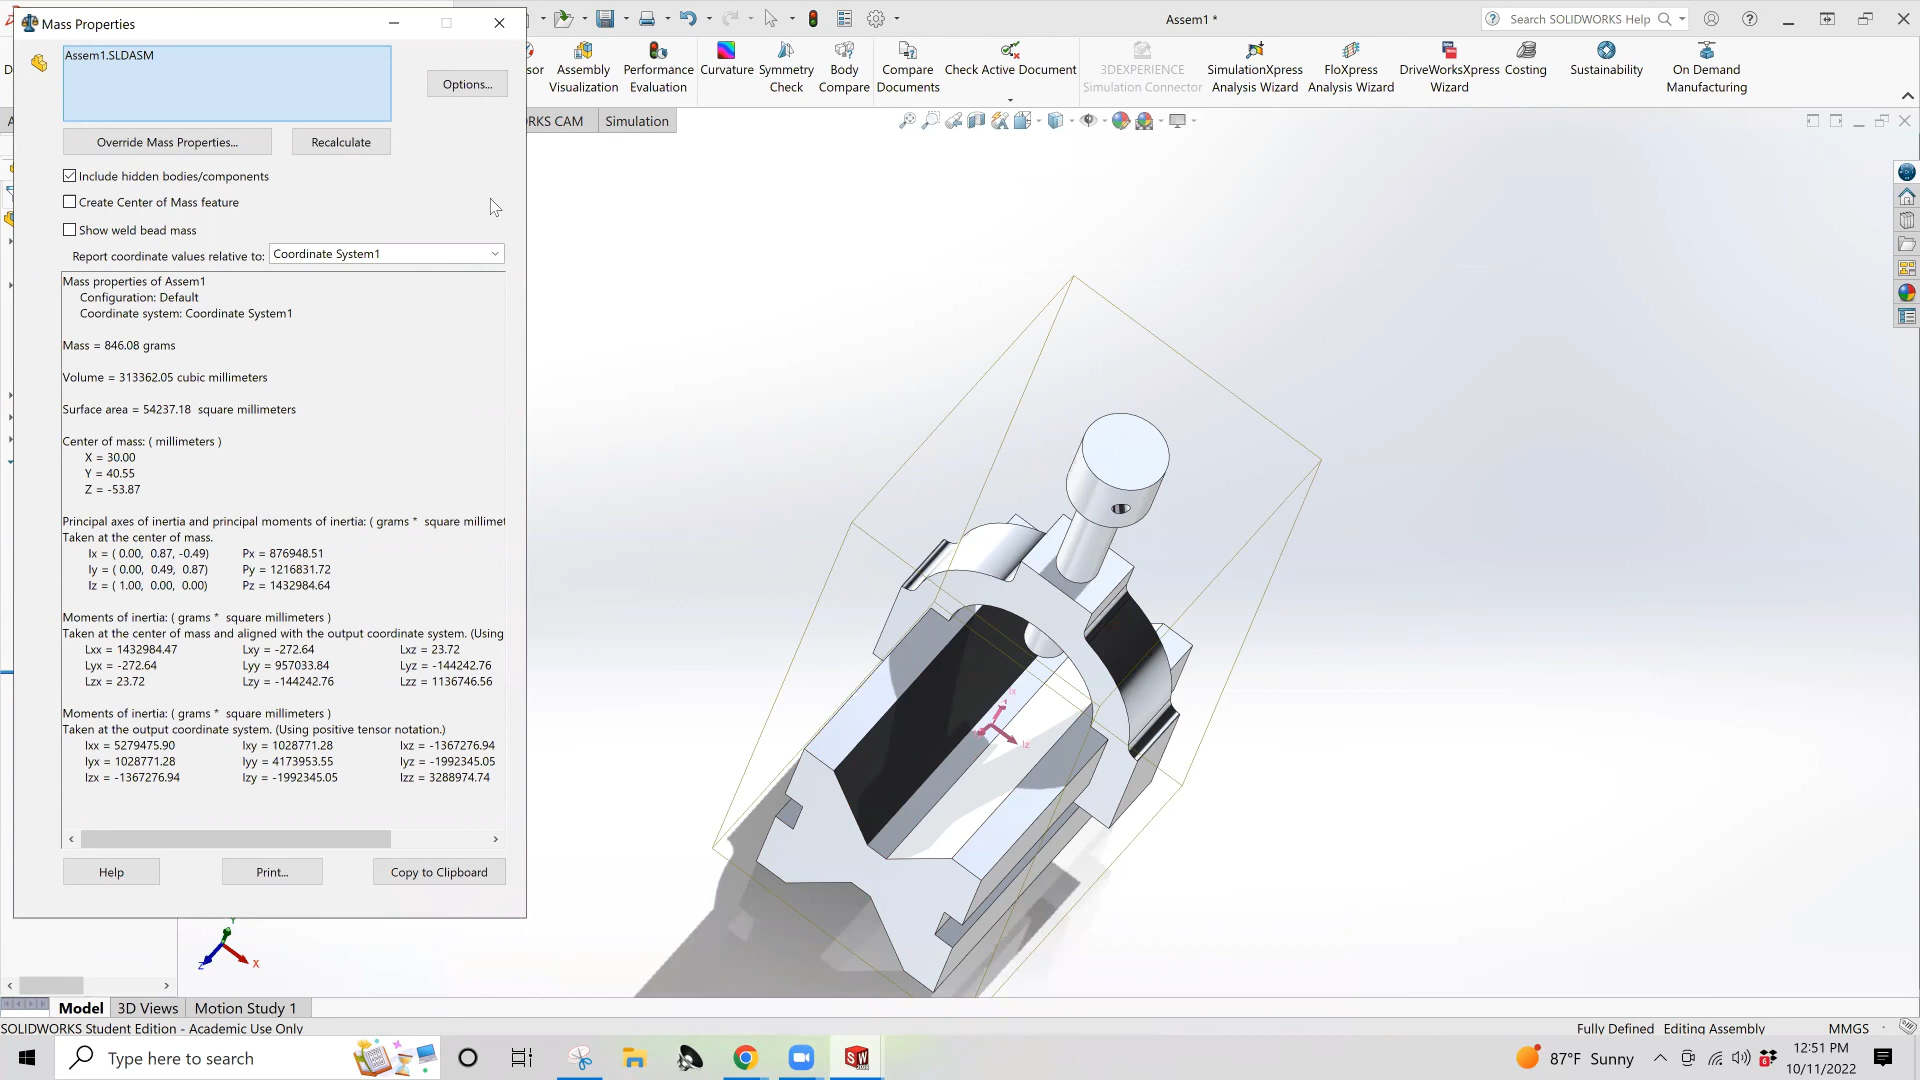 Mass Properties
Assem1 *
Search SOLIDWORKS Help
Assem1.SLDASM
Options...
Override Mass Properties...
Recalculate
Include hidden bodies/components
Create Center of Mass feature
Show weld bead mass
Report coordinate values relative to: Coordinate System1
Mass properties of Assem1
Configuration: Default
Coordinate system: Coordinate System1
Mass = 846.08 grams
Volume = 313362.05 cubic millimeters
Surface area = 54237.18 square millimeters
Center of mass: ( millimeters )
X = 30.00
Y = 40.55
Z = -53.87
Principal axes of inertia and principal moments of inertia: ( grams * square millimet
Taken at the center of mass.
Ix = ( 0.00, 0.87, -0.49) Px = 876948.51
Iy = ( 0.00, 0.49, 0.87) Py = 1216831.72
Iz = ( 1.00, 0.00, 0.00) Pz = 1432984.64
Moments of inertia: ( grams * square millimeters )
Taken at the center of mass and aligned with the output coordinate system. (Using
Lxx = 1432984.47 Lxy = -272.64 Lxz = 23.72
Lyx = -272.64 Lyy = 957033.84 Lyz = -144242.76
Lzx = 23.72 Lzy = -144242.76 Lzz = 1136746.56
Moments of inertia: ( grams * square millimeters )
Taken at the output coordinate system. (Using positive tensor notation.)
Ixx = 5279475.90 Ixy = 1028771.28 Ixz = -1367276.94
Iyx = 1028771.28 Iyy = 4173953.55 Iyz = -1992345.05
Izx = -1367276.94 Izy = -1992345.05 Izz = 3288974.74
Help
Print...
Copy to Clipboard
sor
Assembly
Visualization
Performance
Evaluation
Curvature
Symmetry
Check
Body
Compare
Compare
Documents
Check Active Document
3DEXPERIENCE
Simulation Connector
SimulationXpress
Analysis Wizard
FloXpress
Analysis Wizard
DriveWorksXpress
Wizard
Costing
Sustainability
On Demand
Manufacturing
RKS CAM
Simulation
Ix
Iz
Y
Z
X
Model
3D Views
Motion Study 1
SOLIDWORKS Student Edition - Academic Use Only
Fully Defined
Editing Assembly
MMGS
Type here to search
87°F Sunny
12:51 PM
10/11/2022